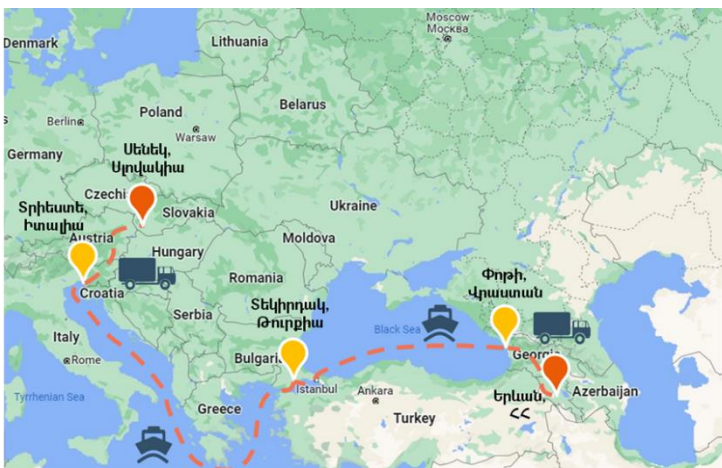 Moscow
Москва
Denmark
Lithuania
Belarus
Berlin
Poland
Warsaw
Germany
Սենեկ,
Սլովակիա
Czechi
Slovakia
Ukraine
Տրիեստե,
Իտալիա
Austria
Hungary
Moldova
Croatia
Romania
Փոթի,
Վրաստան
Տեկիրդակ,
Թուրքիա
Serbia
Italy
Rome
Black Sea
Bulgari
Georgia
Istanbul
Ankara
Երևան,
ՀՀ
Azerbaijan
Tyrrhenian Sea
Greece
Turkey